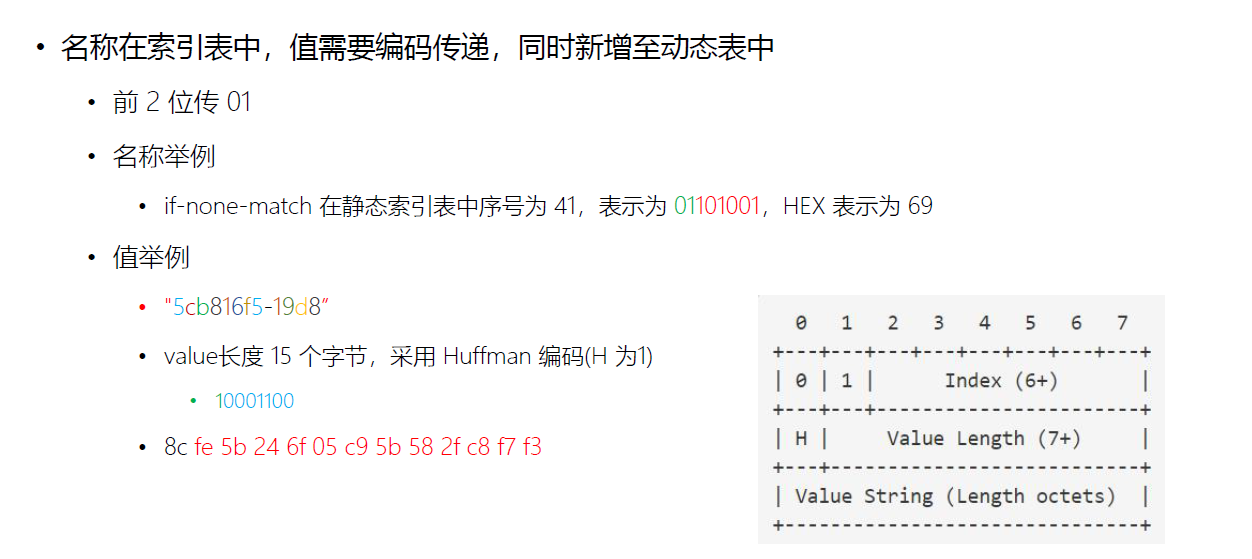 • 名称在索引表中，值需要编码传递，同时新增至动态表中
• 前 2 位传 01
• 名称举例
• if-none-match 在静态索引表中序号为 41，表示为 01101001，HEX 表示为 69
• 值举例
• "5cb816f5-19d8”
• value长度 15 个字节，采用 Huffman 编码(H 为1)
• 10001100
• 8c fe 5b 24 6f 05 c9 5b 58 2f c8 f7 f3
0 1 2 3 4 5 6 7
+---+---+---+---+---+---+---+---+
| 0 | 1 | Index (6+) |
+---+---+-----------------------+
| H | Value Length (7+) |
+---+---------------------------+
| Value String (Length octets) |
+-------------------------------+